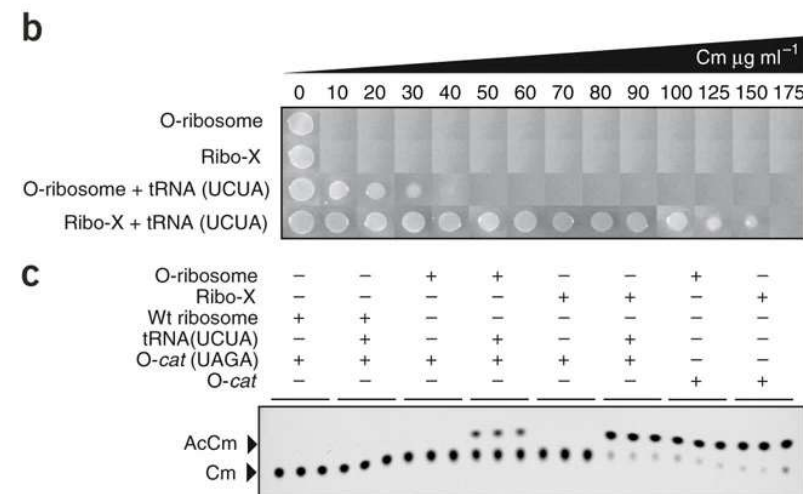 b
Cm μg ml⁻¹
0 10 20 30 40 50 60 70 80 90 100 125 150 175
O-ribosome
Ribo-X
O-ribosome + tRNA (UCUA)
Ribo-X + tRNA (UCUA)
c
O-ribosome − − + + − − + −
Ribo-X − − − − + + − +
Wt ribosome + + − − − − − −
tRNA(UCUA) − + − + − + − −
O-cat (UAGA) + + + + + + − −
O-cat − − − − − − + +
AcCm
Cm